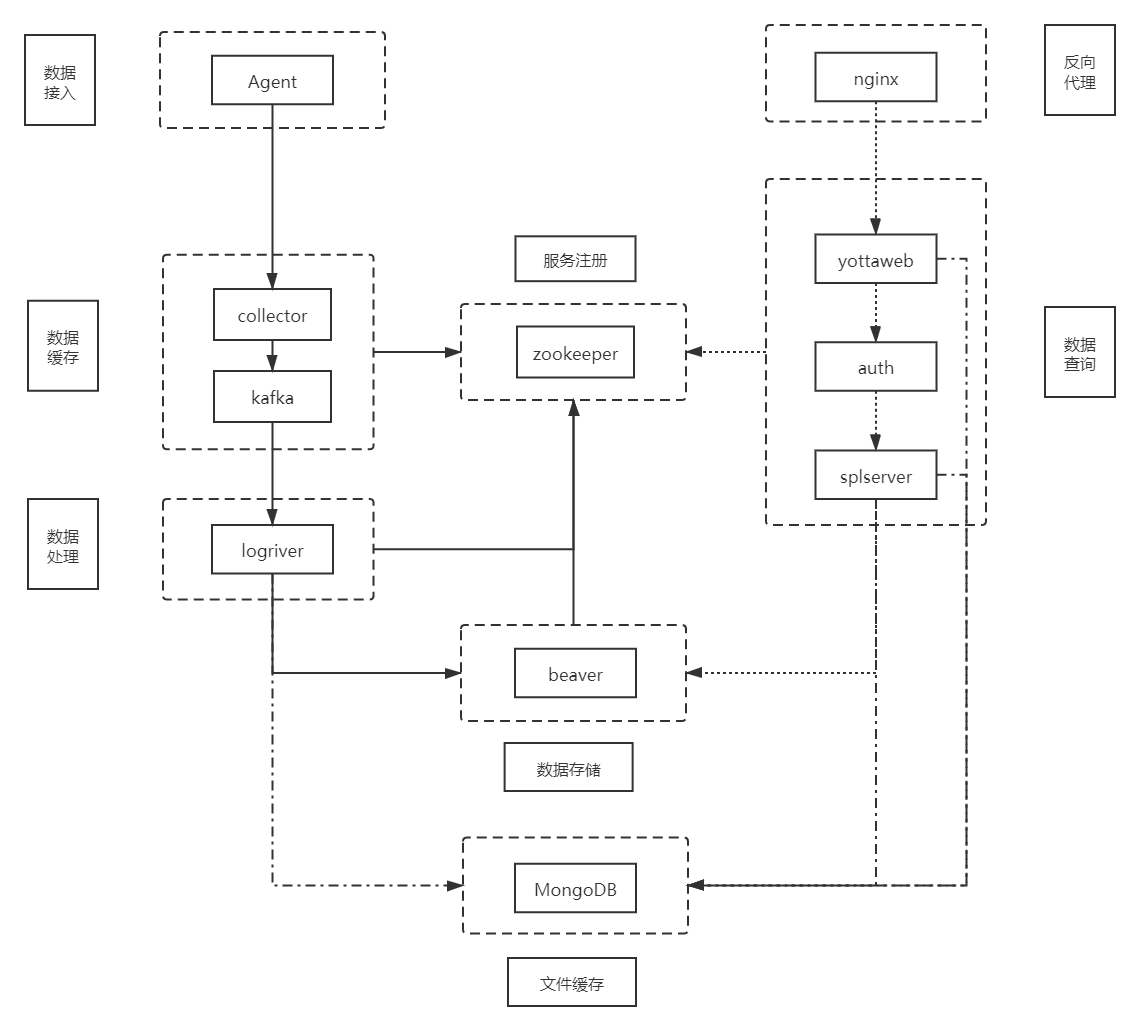 数据
接入
Agent
nginx
反向
代理
服务注册
yottaweb
数据
缓存
collector
kafka
zookeeper
auth
数据
查询
splserver
数据
处理
logriver
beaver
数据存储
MongoDB
文件缓存